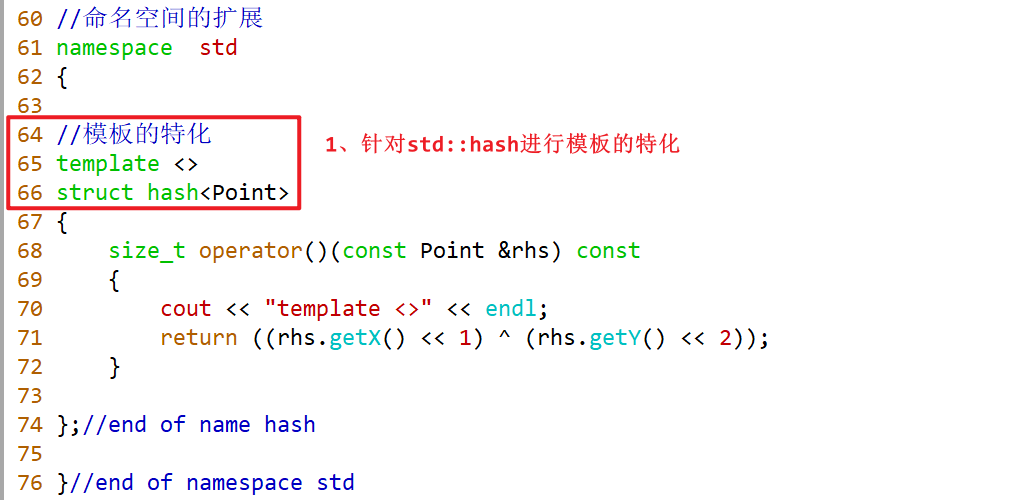 60 //命名空间的扩展
61 namespace  std
62 {
63
64 //模板的特化
65 template <>
66 struct hash<Point>
1、针对std::hash进行模板的特化
67 {
68     size_t operator()(const Point &rhs) const
69     {
70         cout << "template <>" << endl;
71         return ((rhs.getX() << 1) ^ (rhs.getY() << 2));
72     }
73
74 };//end of name hash
75
76 }//end of namespace std